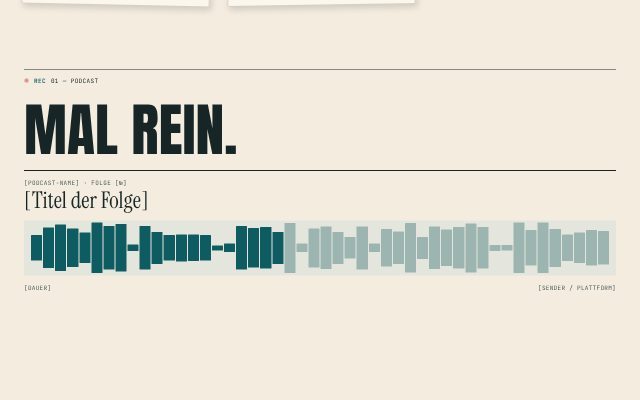 REC 01 — PODCAST
MAL REIN.
[PODCAST-NAME] · FOLGE [№]
[Titel der Folge]
[DAUER]
[SENDER / PLATTFORM]